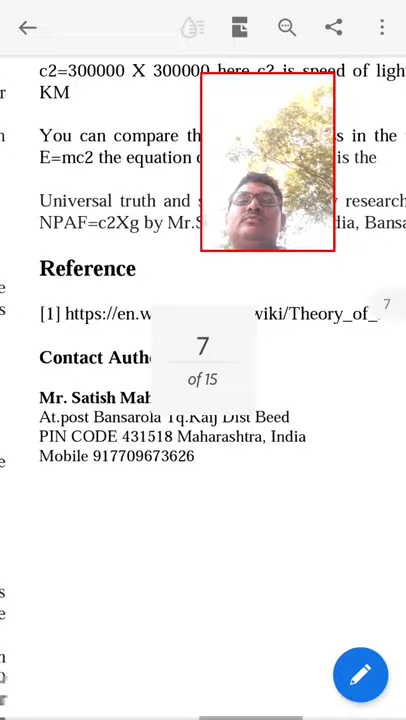 c2=300000 X 300000 here c2 is speed of ligh
r
KM
n
You can compare th s in the
E=mc2 the equation is the
Universal truth and research
NPAF=c2Xg by Mr.S dia, Bansa
Reference
e
s
[1] https://en.w wiki/Theory_of_
7
7
of 15
Contact Auth
Mr. Satish Mah
At.post Bansarola Tq.Kaij Dist Beed
PIN CODE 431518 Maharashtra, India
e
Mobile 917709673626
s
e
n